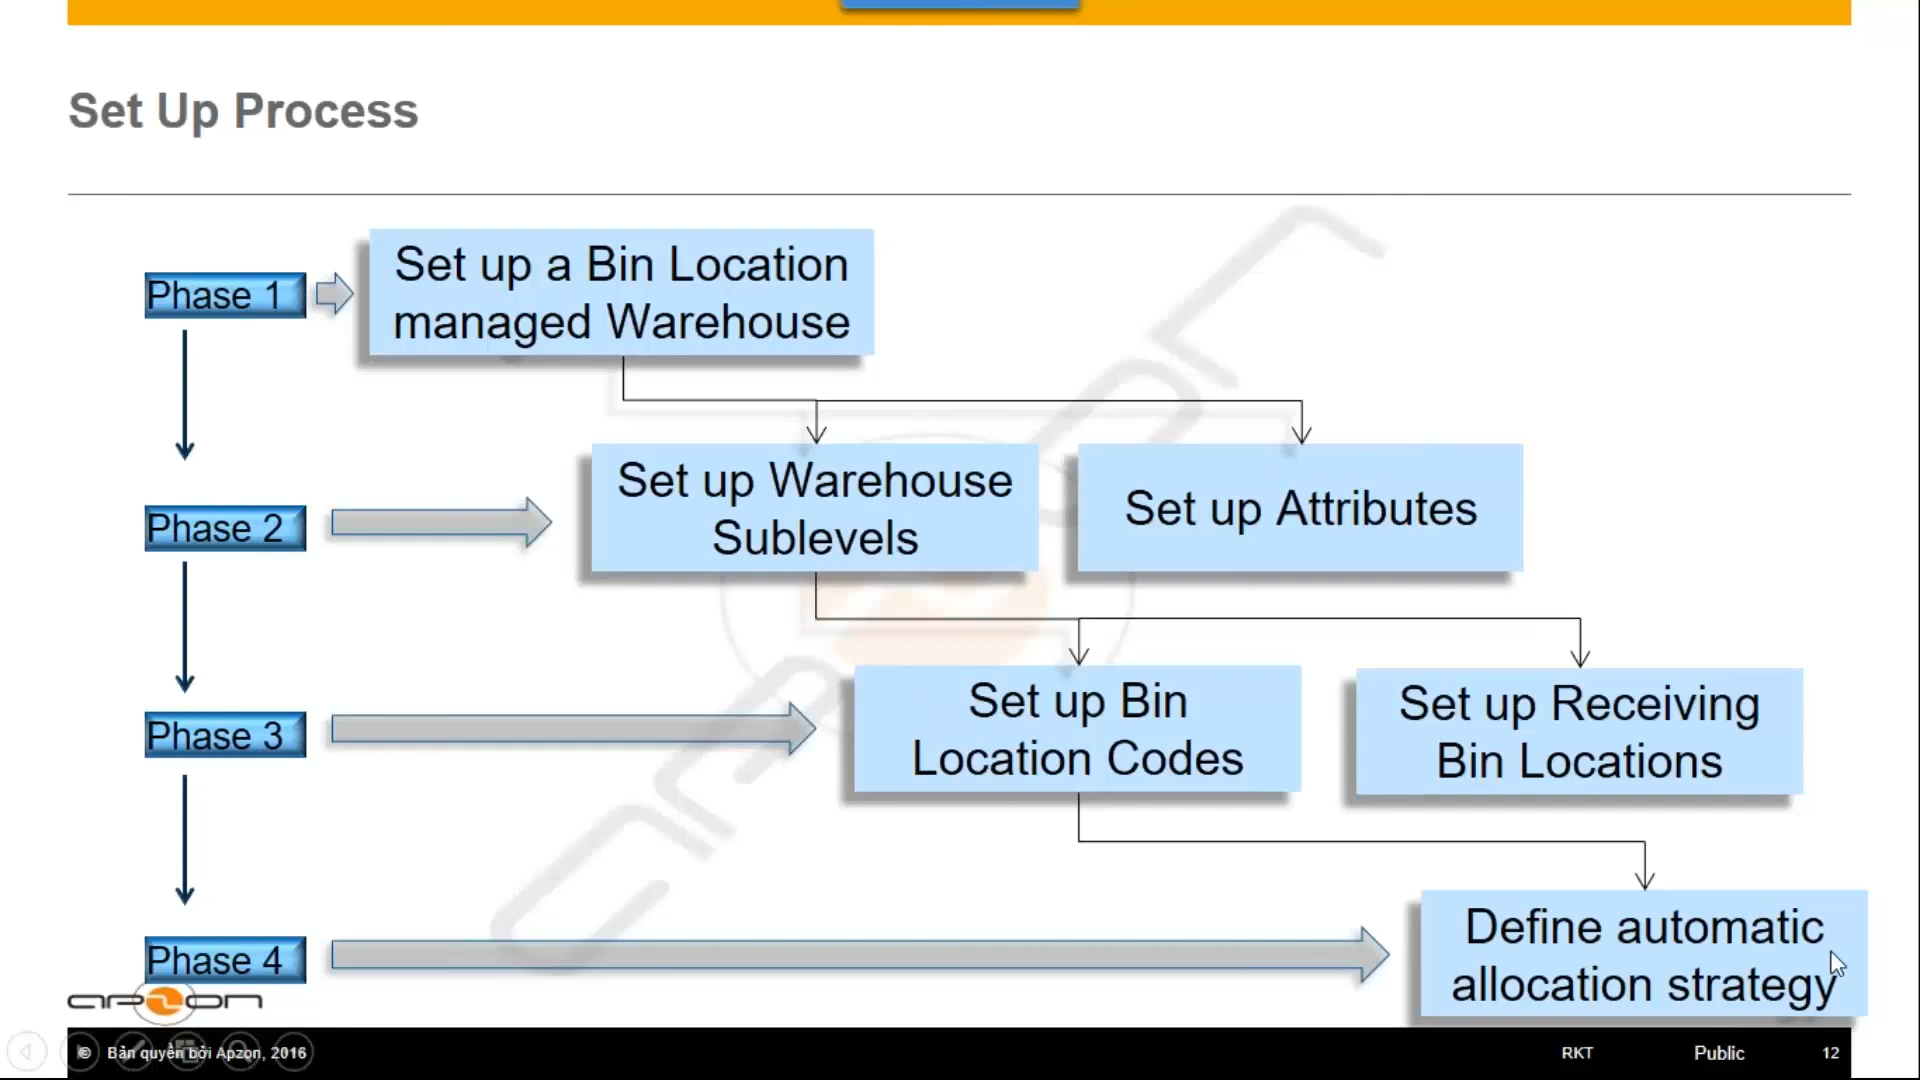 Set Up Process
Phase 1
Set up a Bin Location
managed Warehouse
Phase 2
Set up Warehouse
Sublevels
Set up Attributes
Phase 3
Set up Bin
Location Codes
Set up Receiving
Bin Locations
Phase 4
Define automatic
allocation strategy
apzon
© Bản quyền bởi Apzon, 2016
RKT
Public
12